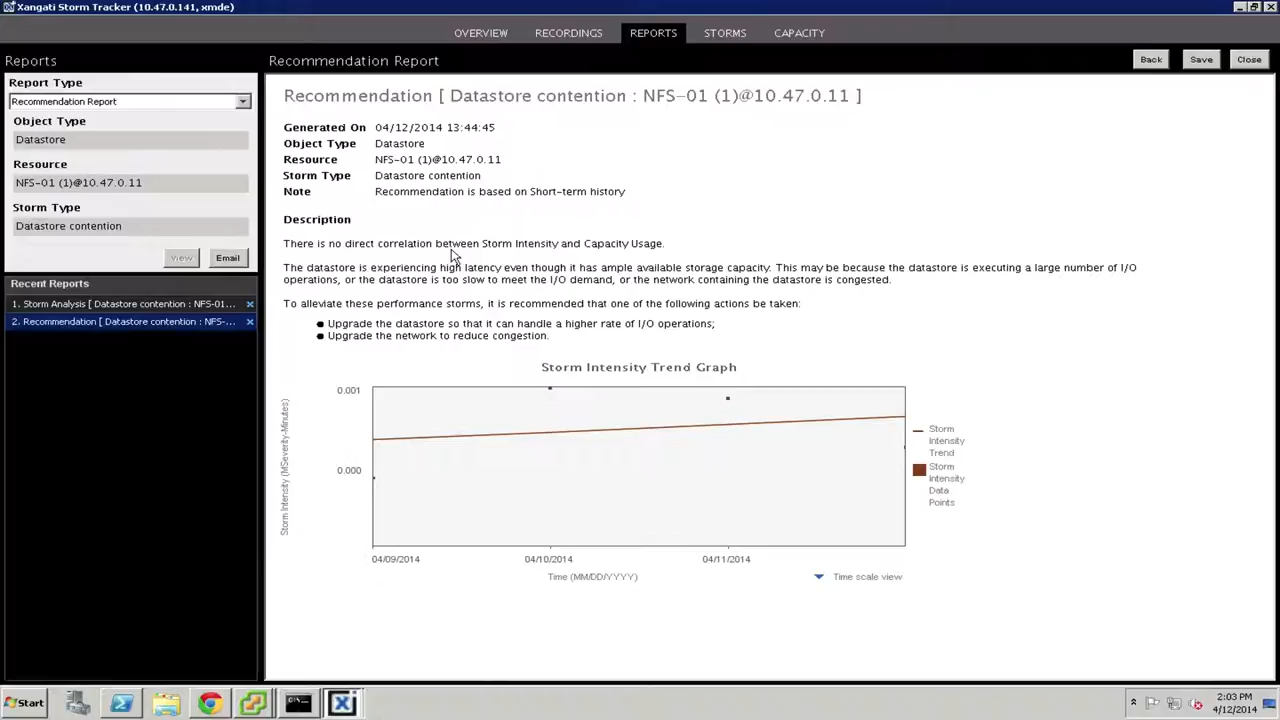 Xangati Storm Tracker (10.47.0.141, xmde)
OVERVIEW RECORDINGS REPORTS STORMS CAPACITY
Reports
Report Type
Recommendation Report
Object Type
Datastore
Resource
NFS-01 (1)@10.47.0.11
Storm Type
Datastore contention
View Email
Recent Reports
1. Storm Analysis [ Datastore contention : NFS-01...
2. Recommendation [ Datastore contention : NFS-...
Recommendation Report
Back Save Close
Recommendation [ Datastore contention : NFS-01 (1)@10.47.0.11 ]
Generated On 04/12/2014 13:44:45
Object Type Datastore
Resource NFS-01 (1)@10.47.0.11
Storm Type Datastore contention
Note Recommendation is based on Short-term history
Description
There is no direct correlation between Storm Intensity and Capacity Usage.
The datastore is experiencing high latency even though it has ample available storage capacity. This may be because the datastore is executing a large number of I/O
operations, or the datastore is too slow to meet the I/O demand, or the network containing the datastore is congested.
To alleviate these performance storms, it is recommended that one of the following actions be taken:
● Upgrade the datastore so that it can handle a higher rate of I/O operations;
● Upgrade the network to reduce congestion.
Storm Intensity Trend Graph
Storm Intensity (MSeverity-Minutes)
0.001
0.000
04/09/2014 04/10/2014 04/11/2014
Time (MM/DD/YYYY)
Time scale view
Storm
Intensity
Trend
Storm
Intensity
Data
Points
Start
2:03 PM
4/12/2014